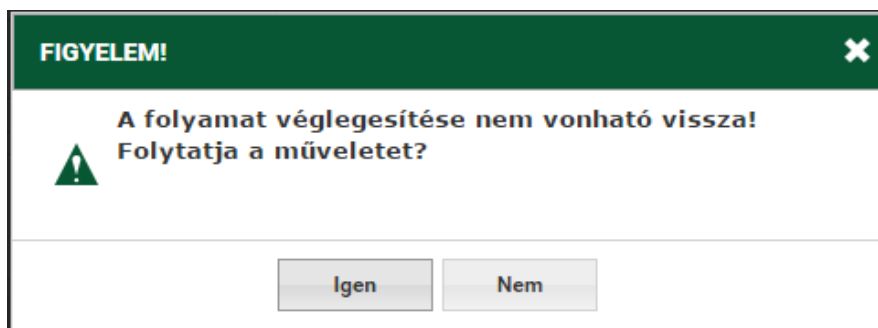 FIGYELEM!
A folyamat véglegesítése nem vonható vissza!
Folytatja a műveletet?
Igen
Nem